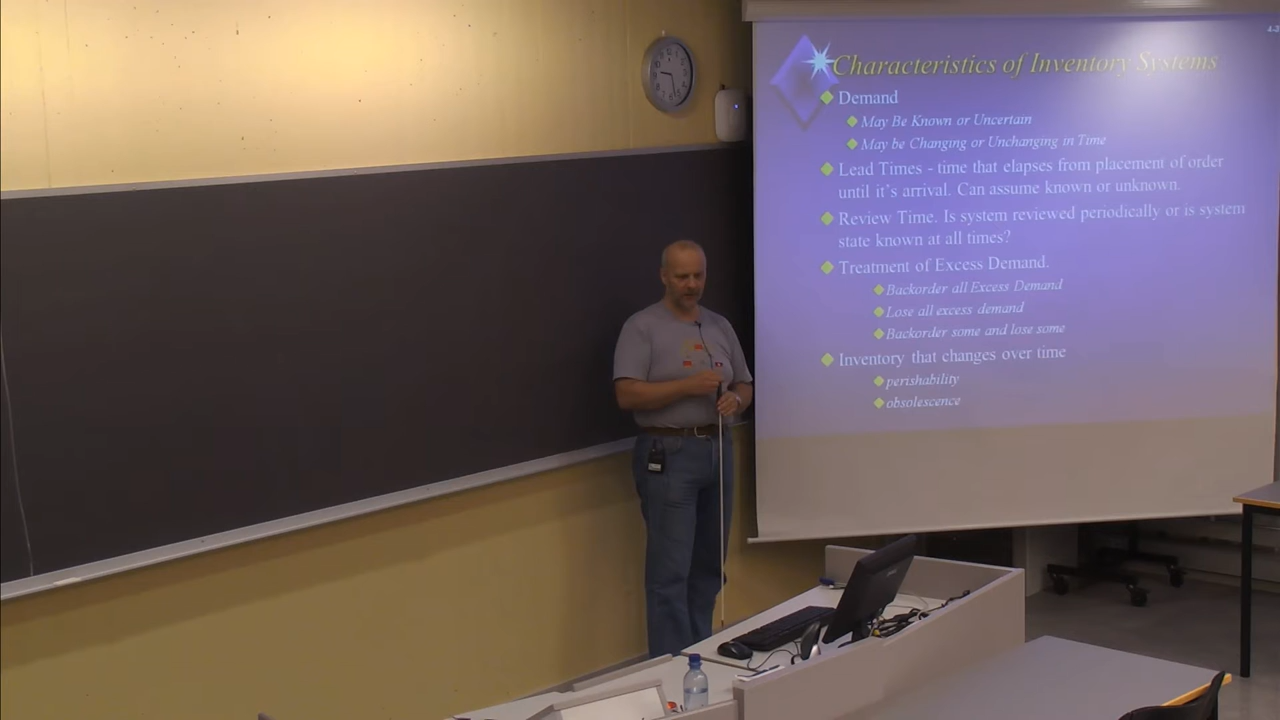 4-3
Characteristics of Inventory Systems
Demand
May Be Known or Uncertain
May be Changing or Unchanging in Time
Lead Times - time that elapses from placement of order
until it's arrival. Can assume known or unknown.
Review Time. Is system reviewed periodically or is system
state known at all times?
Treatment of Excess Demand.
Backorder all Excess Demand
Lose all excess demand
Backorder some and lose some
Inventory that changes over time
perishability
obsolescence